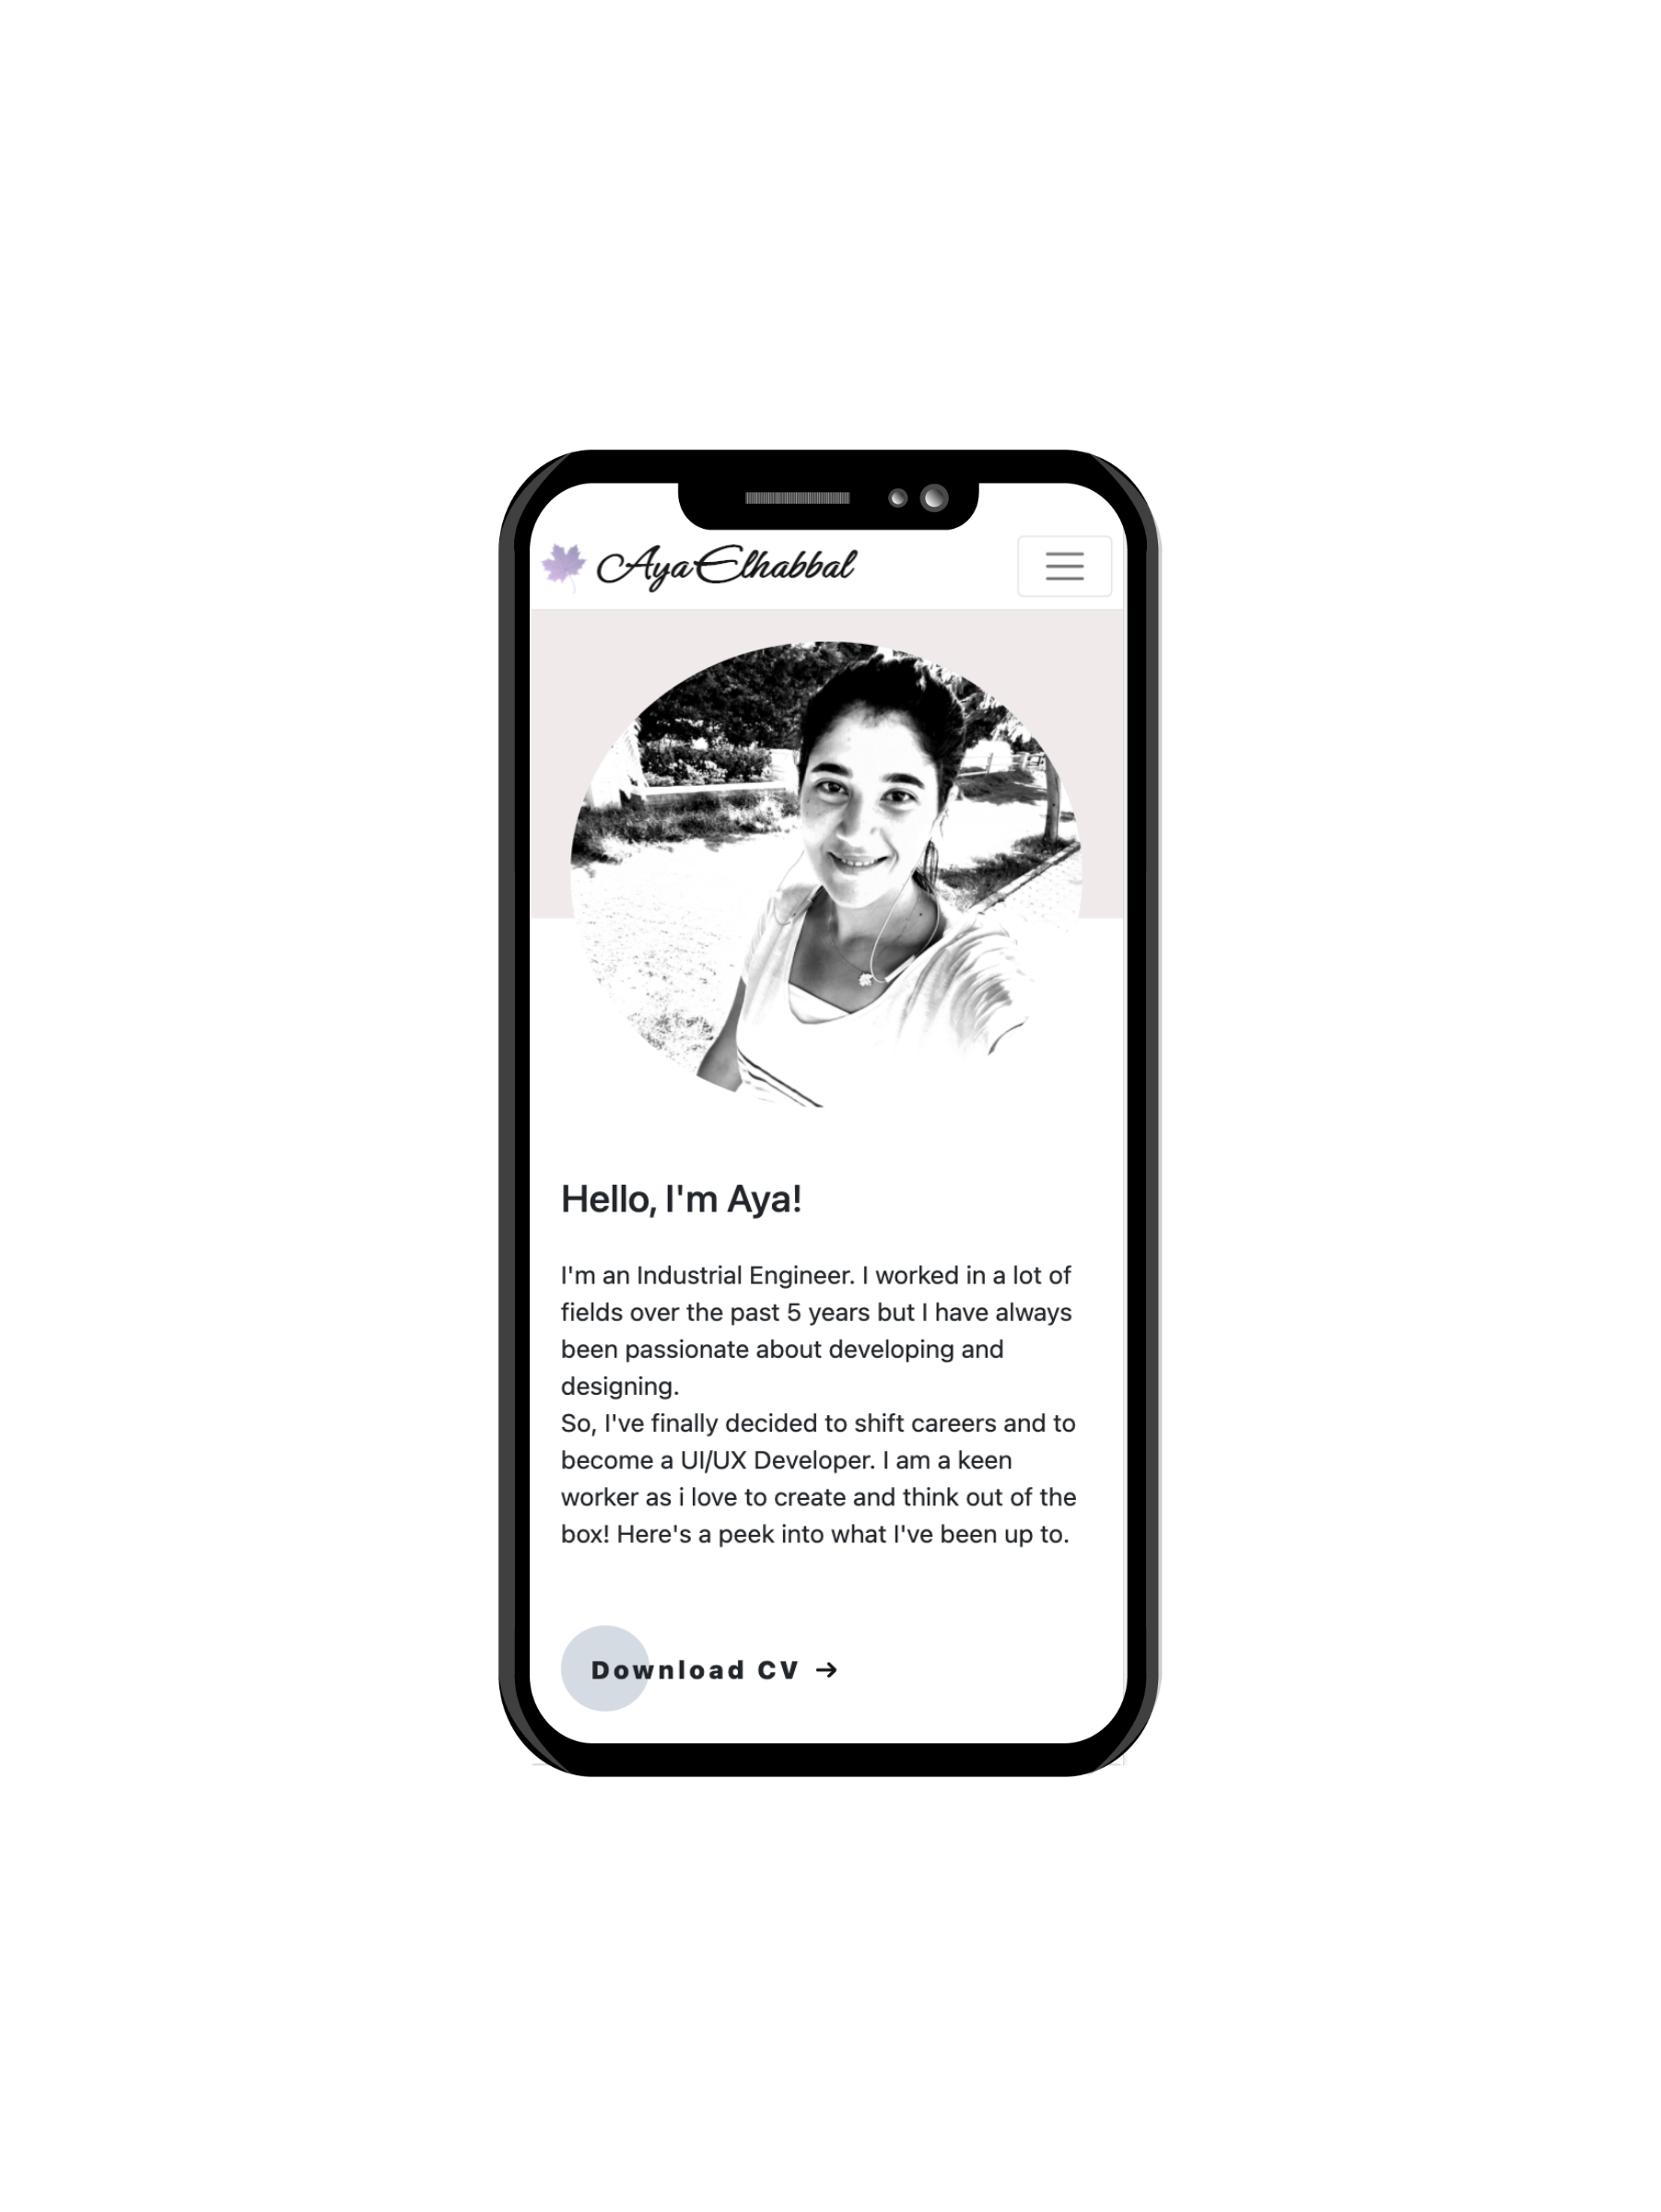 Aya Elhabbal
Hello, I'm Aya!
I'm an Industrial Engineer. I worked in a lot of
fields over the past 5 years but I have always
been passionate about developing and
designing.
So, I've finally decided to shift careers and to
become a UI/UX Developer. I am a keen
worker as i love to create and think out of the
box! Here's a peek into what I've been up to.
Download CV →